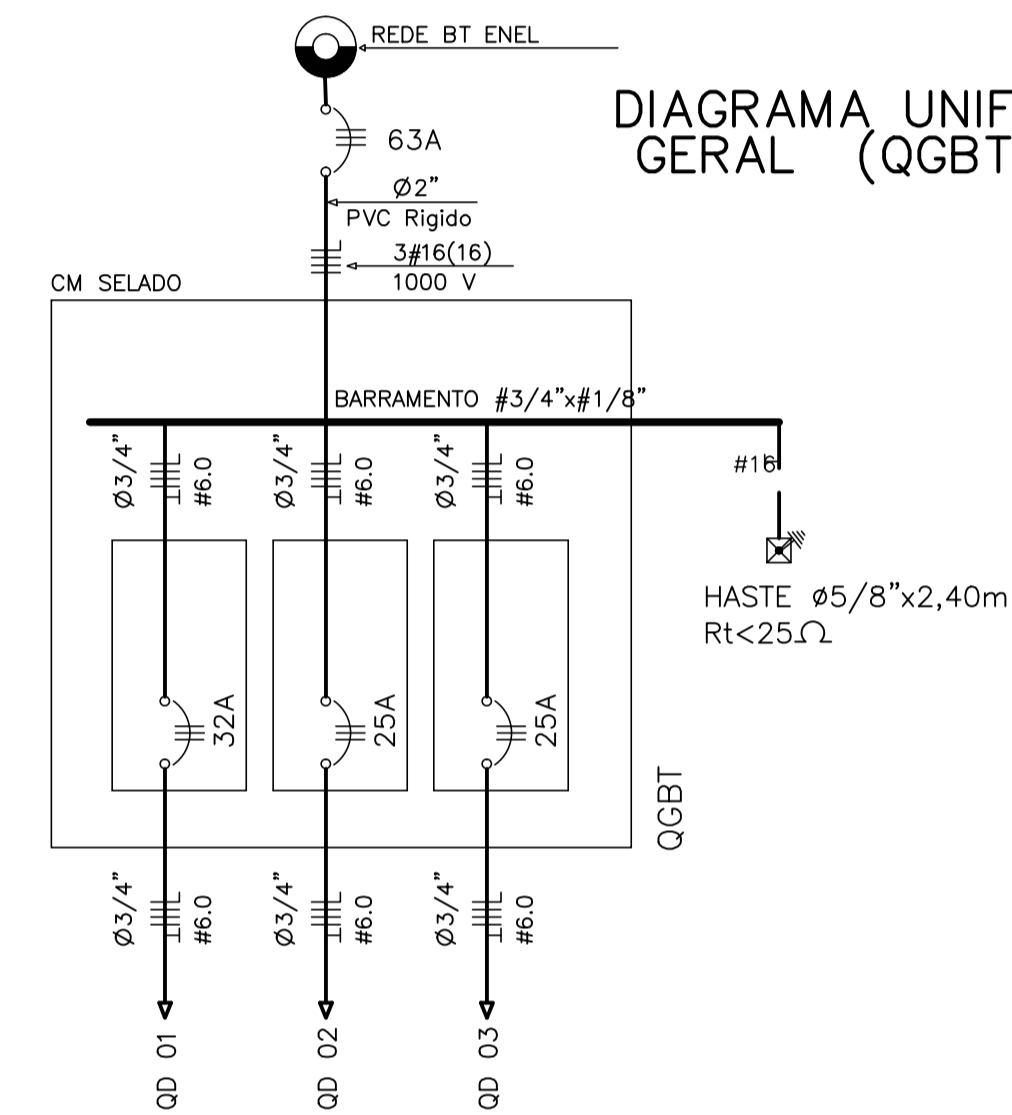 REDE BT ENEL
DIAGRAMA UNIF
GERAL (QGBT
63A
Ø2"
PVC Rigido
3#16(16)
1000 V
CM SELADO
BARRAMENTO #3/4"x#1/8"
Ø3/4"
#6.0
Ø3/4"
#6.0
Ø3/4"
#6.0
#16
HASTE Ø5/8"x2,40m
Rt<25Ω
32A
25A
25A
QGBT
Ø3/4"
#6.0
Ø3/4"
#6.0
Ø3/4"
#6.0
QD 01
QD 02
QD 03